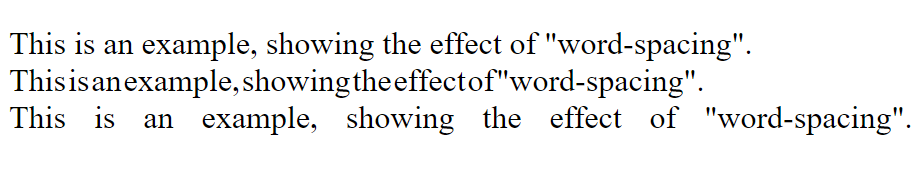 This is an example, showing the effect of "word-spacing".
Thisisanexample,showingtheeffectof"word-spacing".
This is an example, showing the effect of "word-spacing".